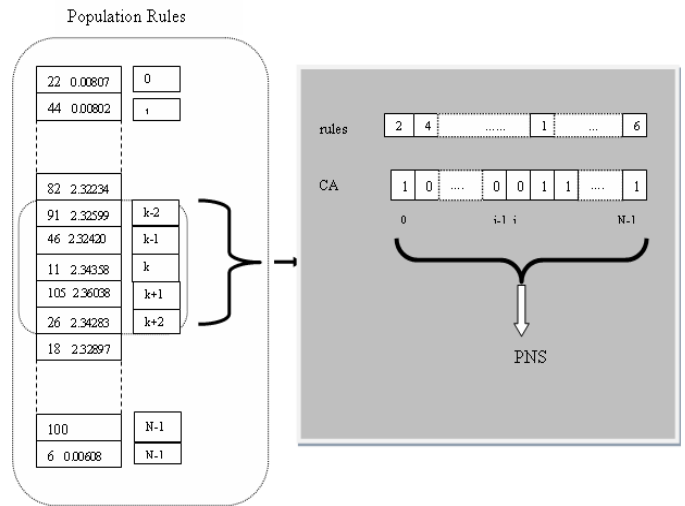 Population Rules
22 0.00807 0
44 0.00802 1
82 2.32234
91 2.32599 k-2
46 2.32420 k-1
11 2.34358 k
105 2.36038 k+1
26 2.34283 k+2
18 2.32897
100 N-1
6 0.00608 N-1
rules 2 4 ...... 1 ... 6
CA 1 0 .... 0 0 1 1 .... 1
0 i-1 i N-1
PNS